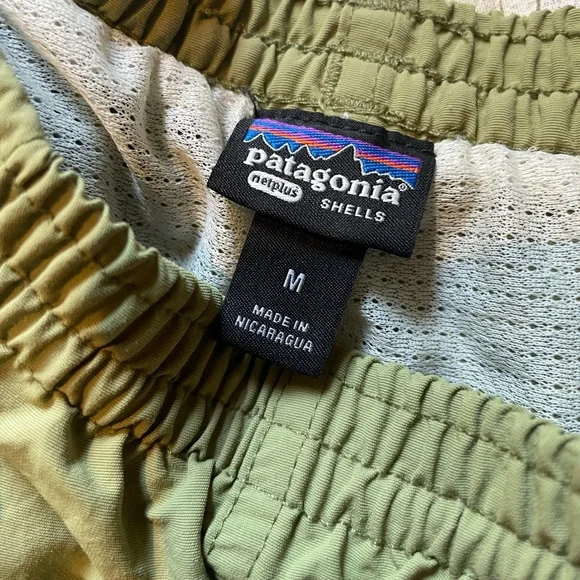 patagonia®
netplus
SHELLS
M
MADE IN
NICARAGUA